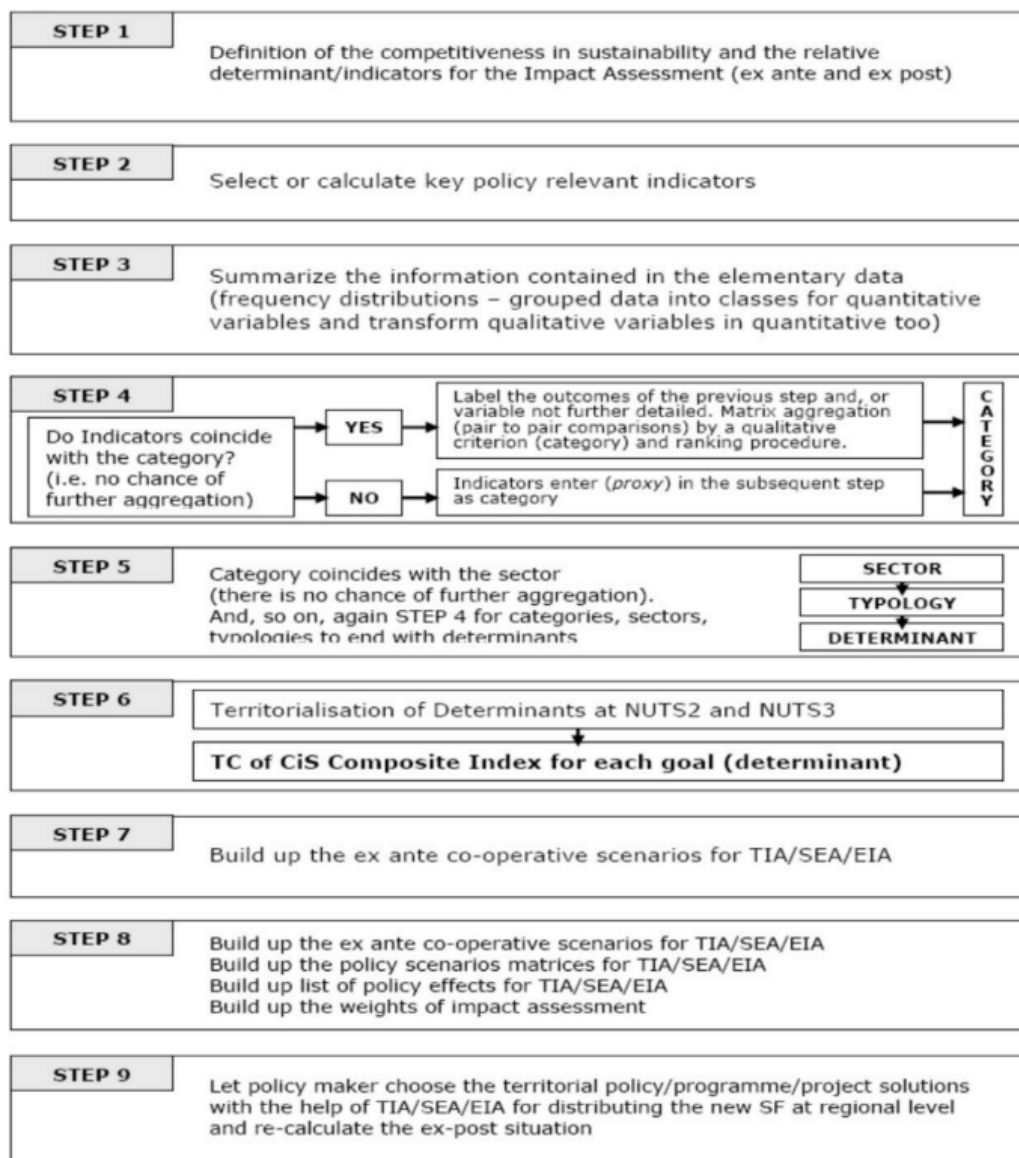 STEP 1
Definition of the competitiveness in sustainability and the relative
determinant/indicators for the Impact Assessment (ex ante and ex post)
STEP 2
Select or calculate key policy relevant indicators
STEP 3
Summarize the information contained in the elementary data
(frequency distributions – grouped data into classes for quantitative
variables and transform qualitative variables in quantitative too)
STEP 4
Do Indicators coincide
with the category?
(i.e. no chance of
further aggregation)
YES
Label the outcomes of the previous step and, or
variable not further detailed. Matrix aggregation
(pair to pair comparisons) by a qualitative
criterion (category) and ranking procedure.
NO
Indicators enter (proxy) in the subsequent step
as category
CATEGORY
STEP 5
Category coincides with the sector
(there is no chance of further aggregation).
And, so on, again STEP 4 for categories, sectors,
typologies to end with determinants
SECTOR
TYPOLOGY
DETERMINANT
STEP 6
Territorialisation of Determinants at NUTS2 and NUTS3
TC of CiS Composite Index for each goal (determinant)
STEP 7
Build up the ex ante co-operative scenarios for TIA/SEA/EIA
STEP 8
Build up the ex ante co-operative scenarios for TIA/SEA/EIA
Build up the policy scenarios matrices for TIA/SEA/EIA
Build up list of policy effects for TIA/SEA/EIA
Build up the weights of impact assessment
STEP 9
Let policy maker choose the territorial policy/programme/project solutions
with the help of TIA/SEA/EIA for distributing the new SF at regional level
and re-calculate the ex-post situation